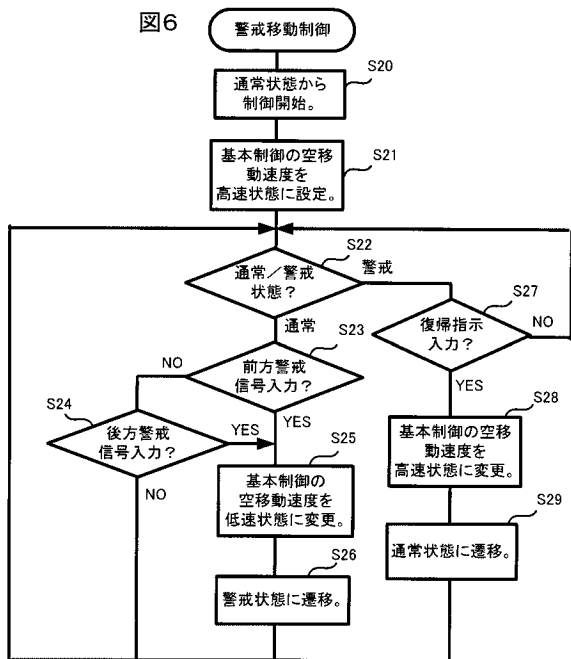 図6
警戒移動制御
S20
通常状態から
制御開始。
S21
基本制御の空移
動速度を
高速状態に設定。
S22
通常／警戒
状態？
警戒
通常
S27
復帰指示
入力？
NO
YES
S23
前方警戒
信号入力？
NO
YES
S24
後方警戒
信号入力？
YES
NO
S25
基本制御の
空移動速度を
低速状態に変更。
S26
警戒状態に遷移。
S28
基本制御の空移
動速度を
高速状態に変更。
S29
通常状態に遷移。